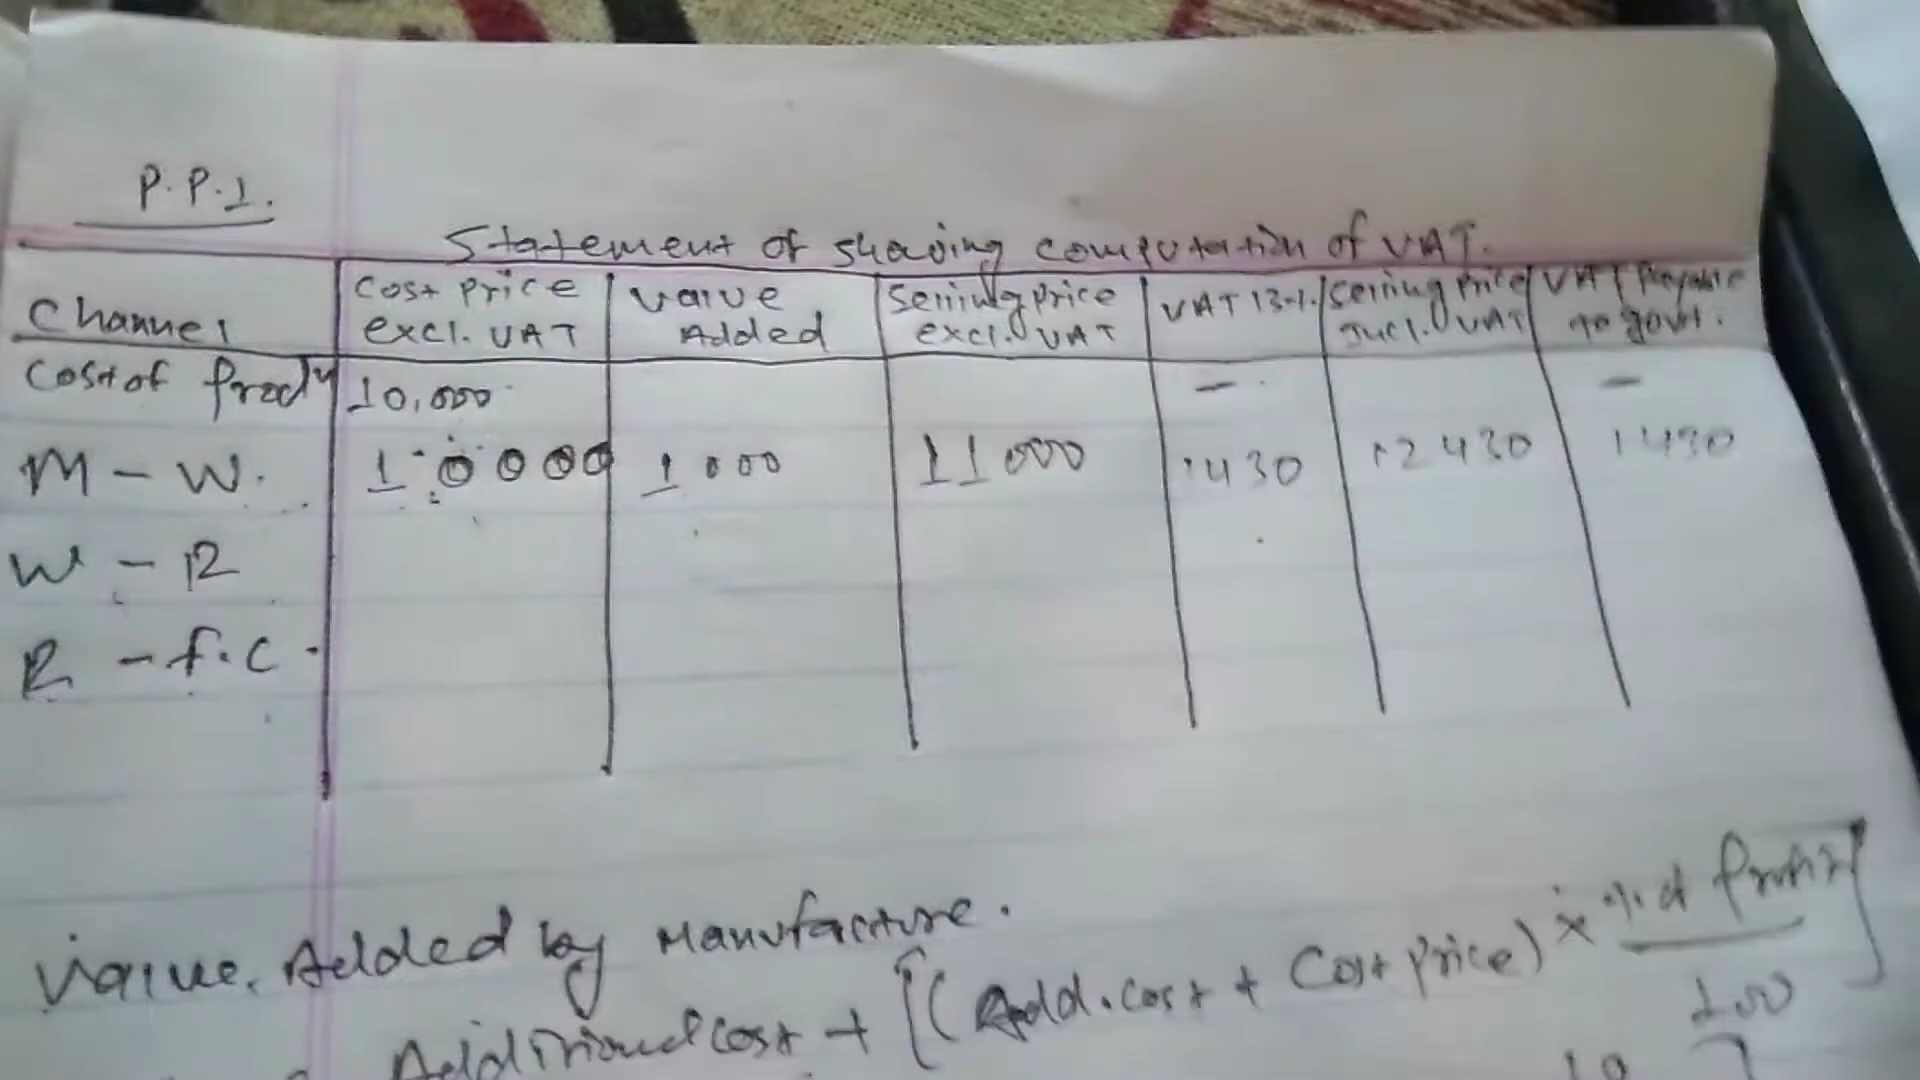 P.P.1.
Statement of showing computation of VAT.
Channel | Cost Price excl. VAT | Value Added | Selling Price excl. VAT | VAT 13% | Selling Price Incl. VAT | VAT Payable to govt.
Cost of Prodn | 10,000 | | | - | | -
M - W. | 10000 | 1000 | 11000 | 1430 | 12430 | 1430
W - R
R - F.C.
Value Added by Manufacture.
Additional cost + [(Add. cost + Cost Price) × % of Profit / 100]
10 ]